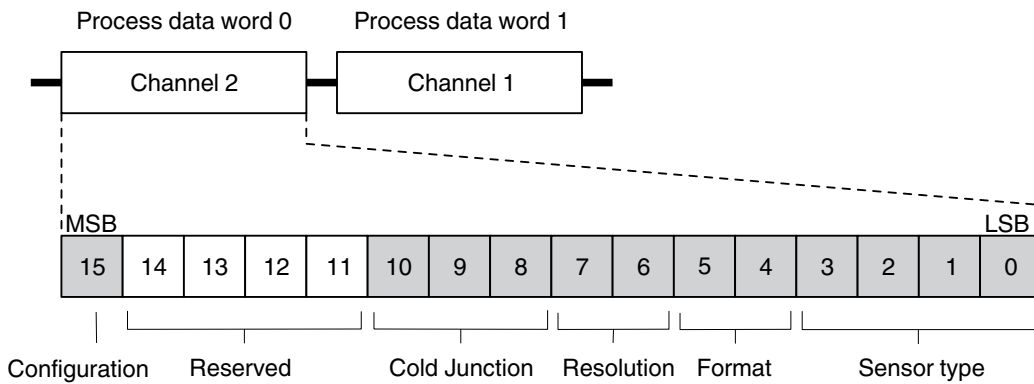 Process data word 0 Process data word 1
Channel 2 Channel 1
MSB LSB
15 14 13 12 11 10 9 8 7 6 5 4 3 2 1 0
Configuration Reserved Cold Junction Resolution Format Sensor type